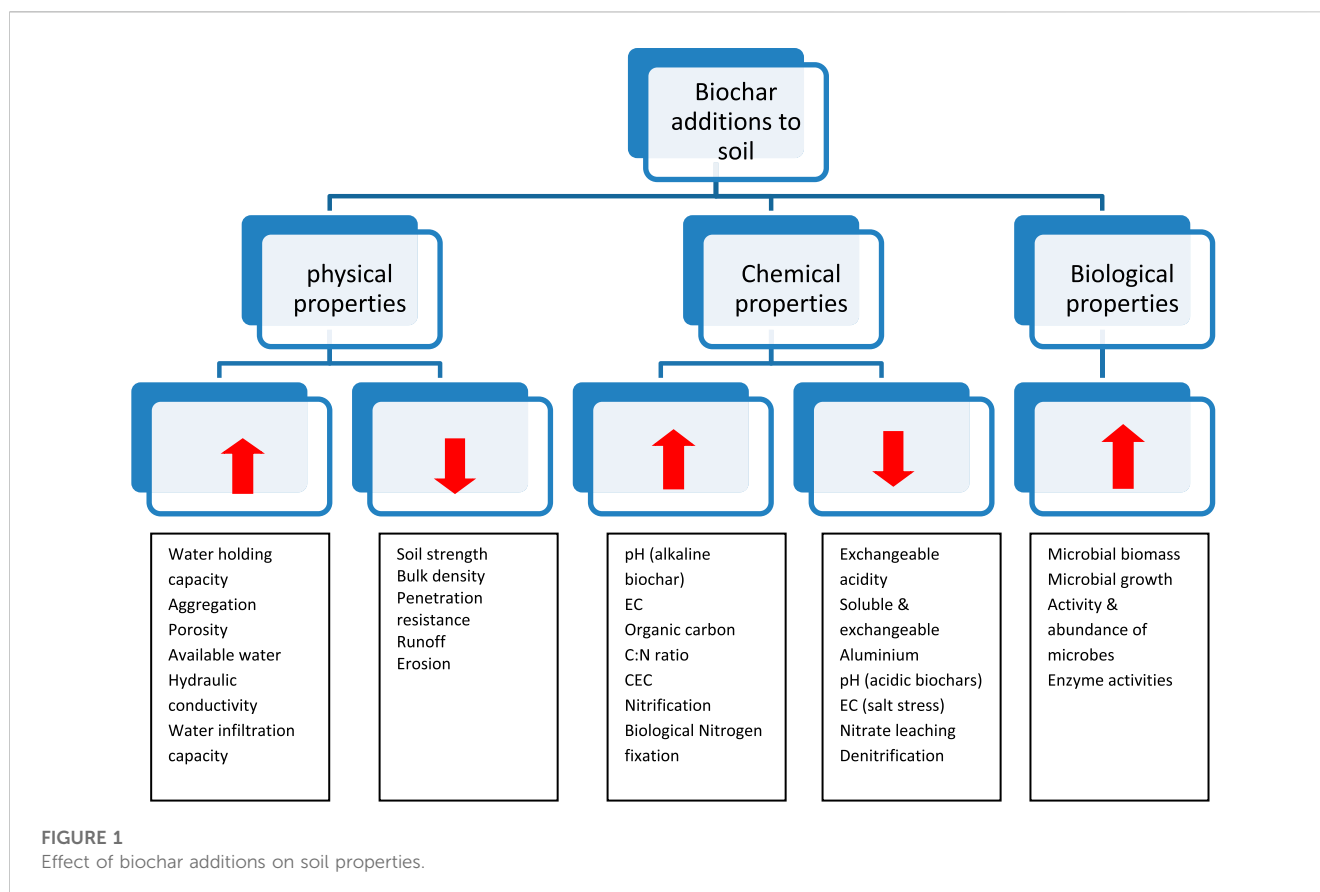 Biochar
additions to
soil
physical
properties
Chemical
properties
Biological
properties
Water holding
capacity
Aggregation
Porosity
Available water
Hydraulic
conductivity
Water infiltration
capacity
Soil strength
Bulk density
Penetration
resistance
Runoff
Erosion
pH (alkaline
biochar)
EC
Organic carbon
C:N ratio
CEC
Nitrification
Biological Nitrogen
fixation
Exchangeable
acidity
Soluble &
exchangeable
Aluminium
pH (acidic biochars)
EC (salt stress)
Nitrate leaching
Denitrification
Microbial biomass
Microbial growth
Activity &
abundance of
microbes
Enzyme activities
FIGURE 1
Effect of biochar additions on soil properties.